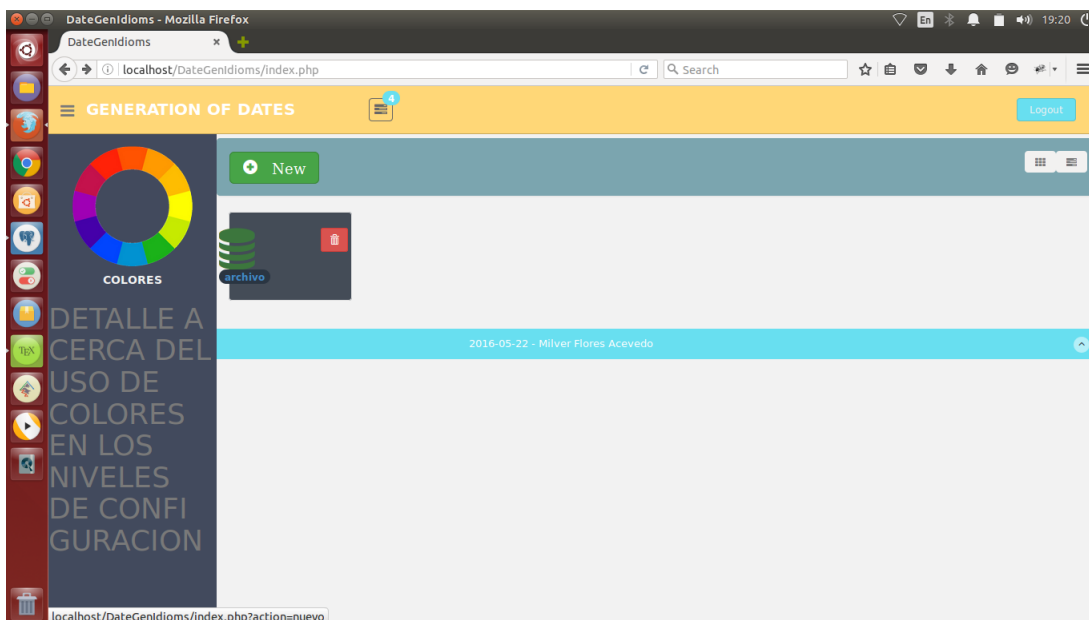 DateGenIdioms - Mozilla Firefox
En
19:20
DateGenIdioms
localhost/DateGenIdioms/index.php
Search
GENERATION OF DATES
4
Logout
New
COLORES
archivo
DETALLE A
CERCA DEL
USO DE
COLORES
EN LOS
NIVELES
DE CONFI
GURACION
2016-05-22 - Milver Flores Acevedo
TEX
localhost/DateGenIdioms/index.php?action=nuevo